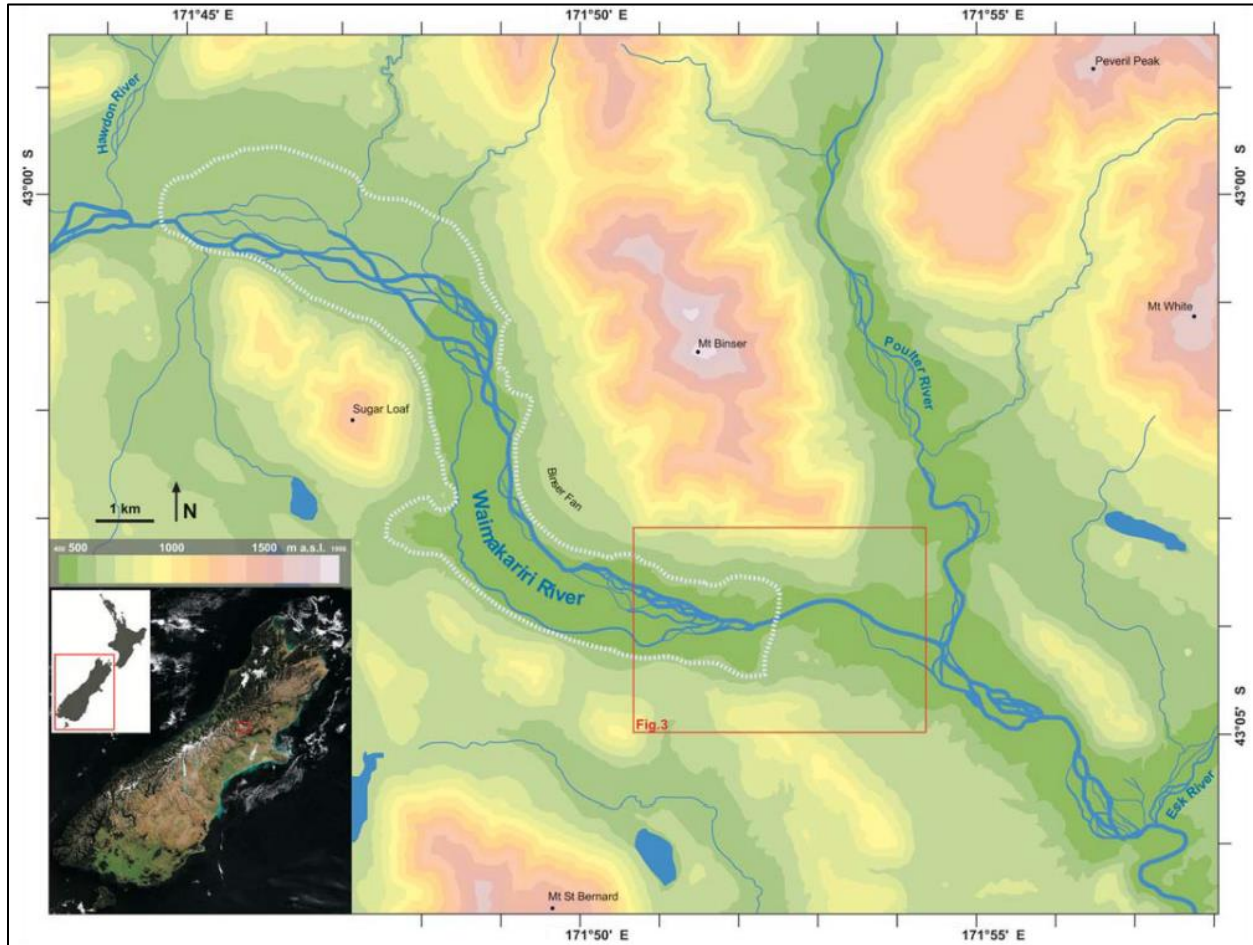 171°45' E
171°50' E
171°55' E
Peveril Peak
Hawdon River
43°00' S
43°00' S
Mt White
Mt Binser
Poulter River
Sugar Loaf
Binser Fan
1 km
N
Waimakariri River
500 1000 1500 m a.s.l.
Fig.3
43°05' S
Esk River
Mt St Bernard
171°50' E
171°55' E